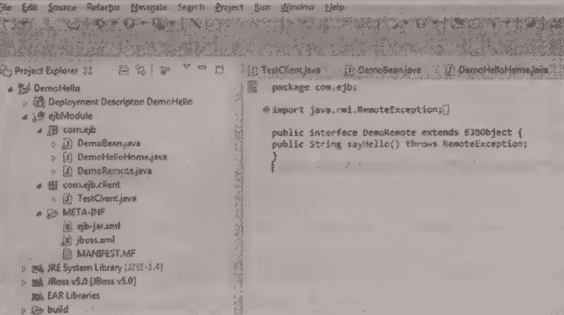 File Edit Source Refactor Navigate Search Project Run Window Help
Project Explorer
DemoHello
Deployment Descriptor: DemoHello
ejbModule
com.ejb
DemoBean.java
DemoHelloHome.java
DemoRemote.java
com.ejb.client
TestClient.java
META-INF
ejb-jar.xml
jboss.xml
MANIFEST.MF
JRE System Library [J2SE-1.4]
JBoss v5.0 [JBoss v5.0]
EAR Libraries
build
TestClient.java DemoBean.java DemoHelloHome.java
package com.ejb;
import java.rmi.RemoteException;
public interface DemoRemote extends EJBObject {
public String sayHello() throws RemoteException;
}